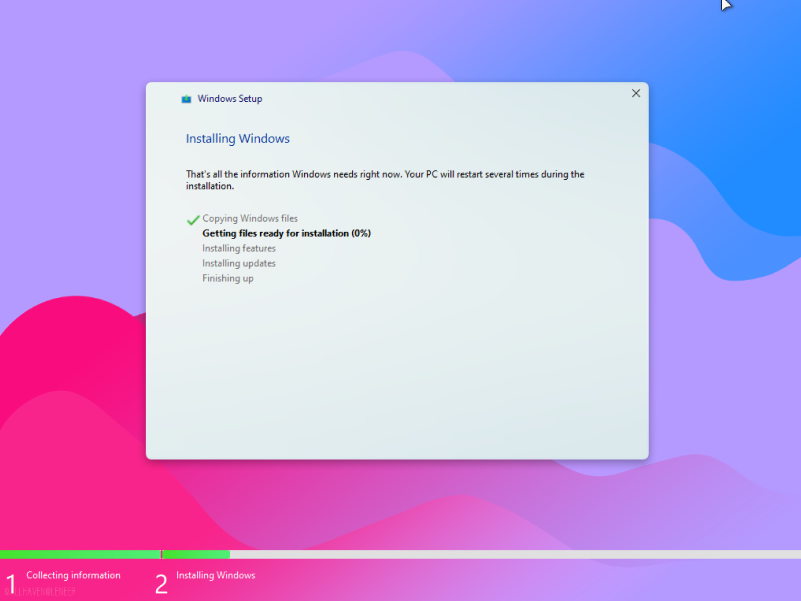 Windows Setup
Installing Windows
That's all the information Windows needs right now. Your PC will restart several times during the
installation.
Copying Windows files
Getting files ready for installation (0%)
Installing features
Installing updates
Finishing up
1 Collecting information
2 Installing Windows